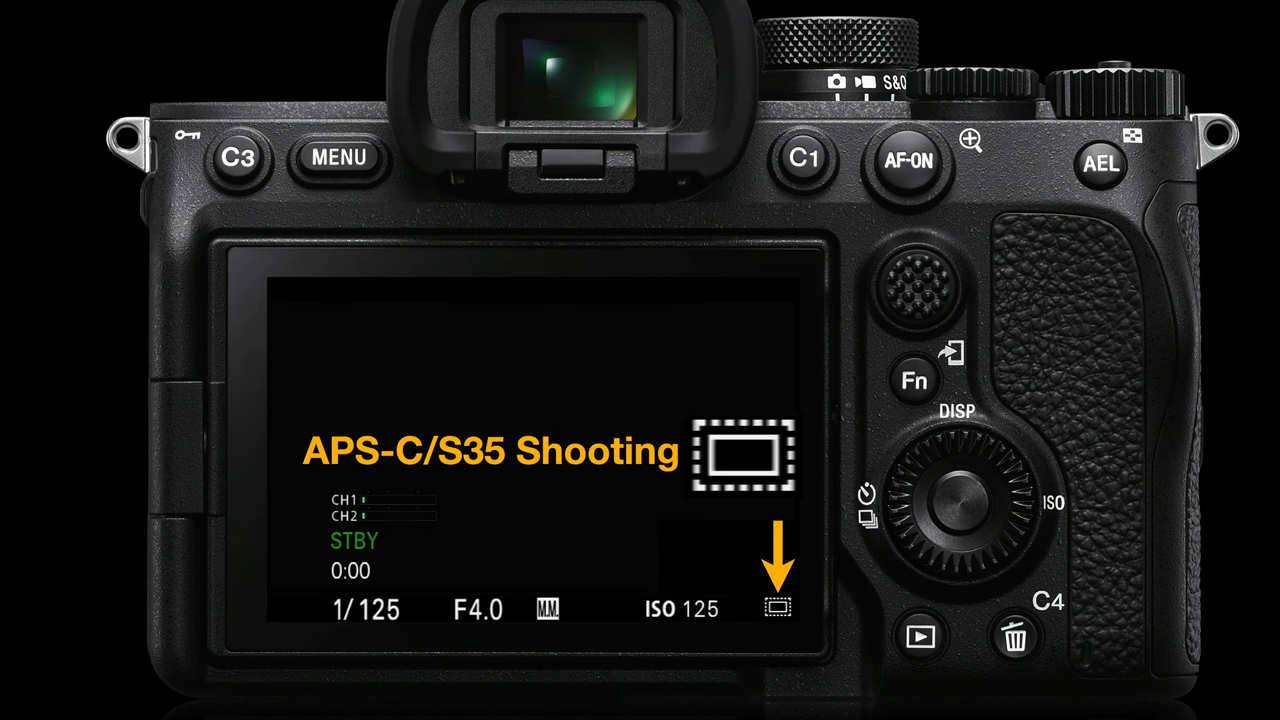 S&Q
C3
MENU
C1
AF-ON
AEL
APS-C/S35 Shooting
CH1
CH2
STBY
0:00
1/125 F4.0 M.M. ISO 125
Fn
DISP
ISO
C4